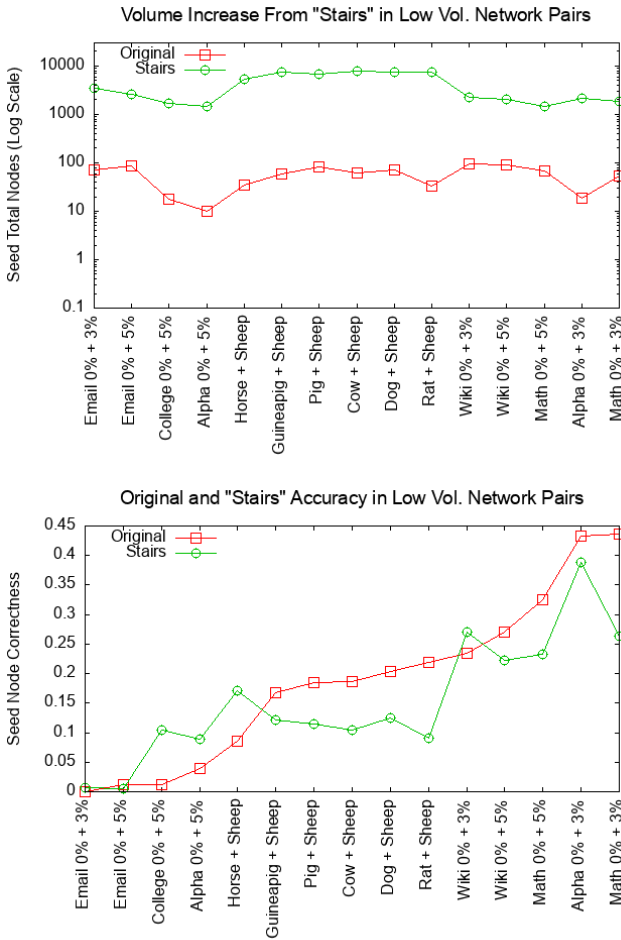 Volume Increase From "Stairs" in Low Vol. Network Pairs
Seed Total Nodes (Log Scale)
Original
Stairs
10000
1000
100
10
1
0.1
Email 0% + 3%
Email 0% + 5%
College 0% + 5%
Alpha 0% + 5%
Horse + Sheep
Guineapig + Sheep
Pig + Sheep
Cow + Sheep
Dog + Sheep
Rat + Sheep
Wiki 0% + 3%
Wiki 0% + 5%
Math 0% + 5%
Alpha 0% + 3%
Math 0% + 3%
Original and "Stairs" Accuracy in Low Vol. Network Pairs
Seed Node Correctness
Original
Stairs
0.45
0.4
0.35
0.3
0.25
0.2
0.15
0.1
0.05
0
Email 0% + 3%
Email 0% + 5%
College 0% + 5%
Alpha 0% + 5%
Horse + Sheep
Guineapig + Sheep
Pig + Sheep
Cow + Sheep
Dog + Sheep
Rat + Sheep
Wiki 0% + 3%
Wiki 0% + 5%
Math 0% + 5%
Alpha 0% + 3%
Math 0% + 3%